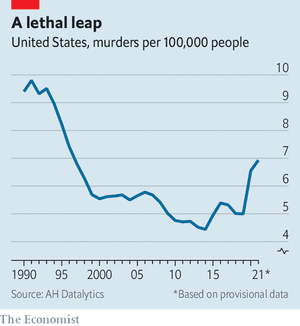 A lethal leap
United States, murders per 100,000 people
10
9
8
7
6
5
4
1990 95 2000 05 10 15 21*
Source: AH Datalytics *Based on provisional data
The Economist